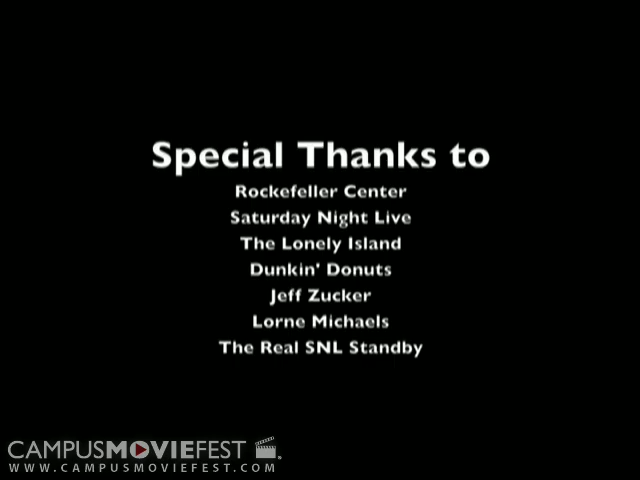 Special Thanks to
Rockefeller Center
Saturday Night Live
The Lonely Island
Dunkin' Donuts
Jeff Zucker
Lorne Michaels
The Real SNL Standby
CAMPUSMOVIEFEST
WWW.CAMPUSMOVIEFEST.COM